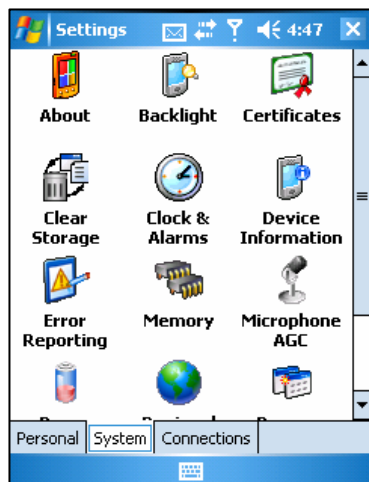 Settings 4:47
About Backlight Certificates
Clear Storage Clock & Alarms Device Information
Error Reporting Memory Microphone AGC
Personal System Connections